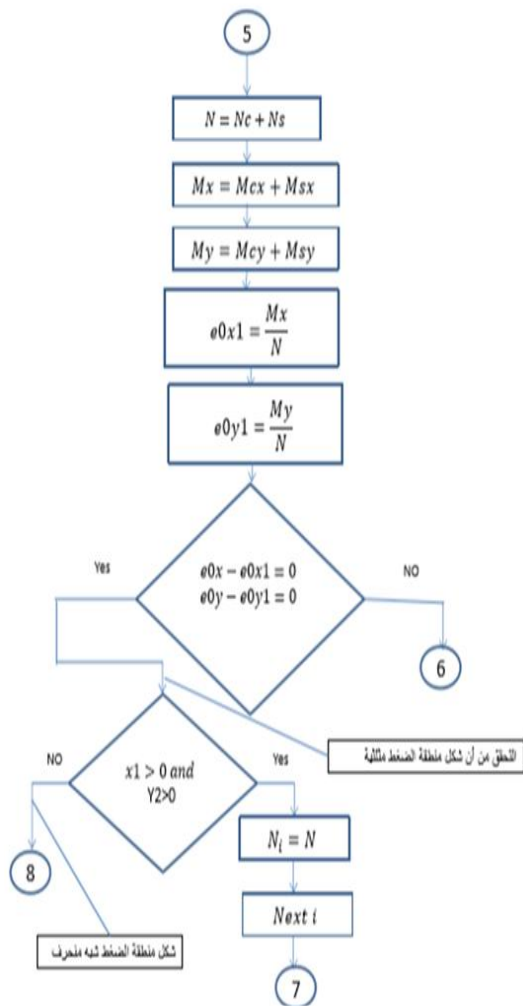 5
N = Nc + Ns
Mx = Mcx + Msx
My = Mcy + Msy
e0x1 = Mx/N
e0y1 = My/N
Yes
e0x − e0x1 = 0
e0y − e0y1 = 0
NO
6
التحقق من أن شكل منطقة الضغط مثلثية
NO
x1 > 0 and
Y2>0
Yes
N_i = N
8
Next i
شكل منطقة الضغط شبه منحرف
7